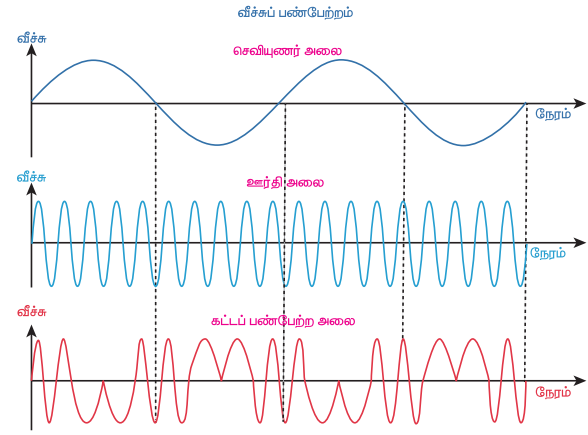 வீச்சுப் பண்பேற்றம்
வீச்சு
செவியுணர் அலை
நேரம்
வீச்சு
ஊர்தி அலை
நேரம்
வீச்சு
கட்டப் பண்பேற்ற அலை
நேரம்